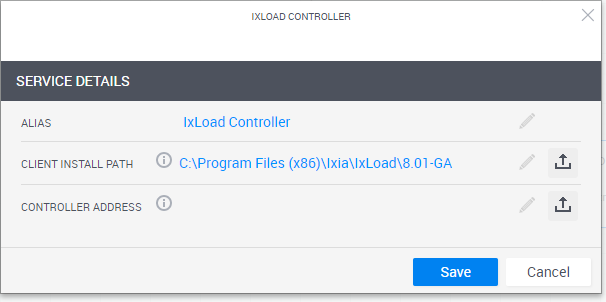 IXLOAD CONTROLLER
SERVICE DETAILS
ALIAS IxLoad Controller
CLIENT INSTALL PATH C:\Program Files (x86)\Ixia\IxLoad\8.01-GA
CONTROLLER ADDRESS
Save Cancel